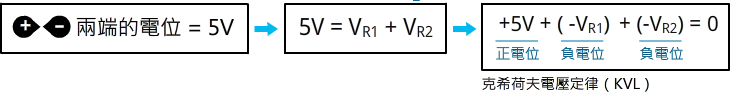 + - 兩端的電位 = 5V
5V = VR1 + VR2
+5V + ( -VR1) + (-VR2) = 0
正電位 負電位 負電位
克希荷夫電壓定律（KVL）